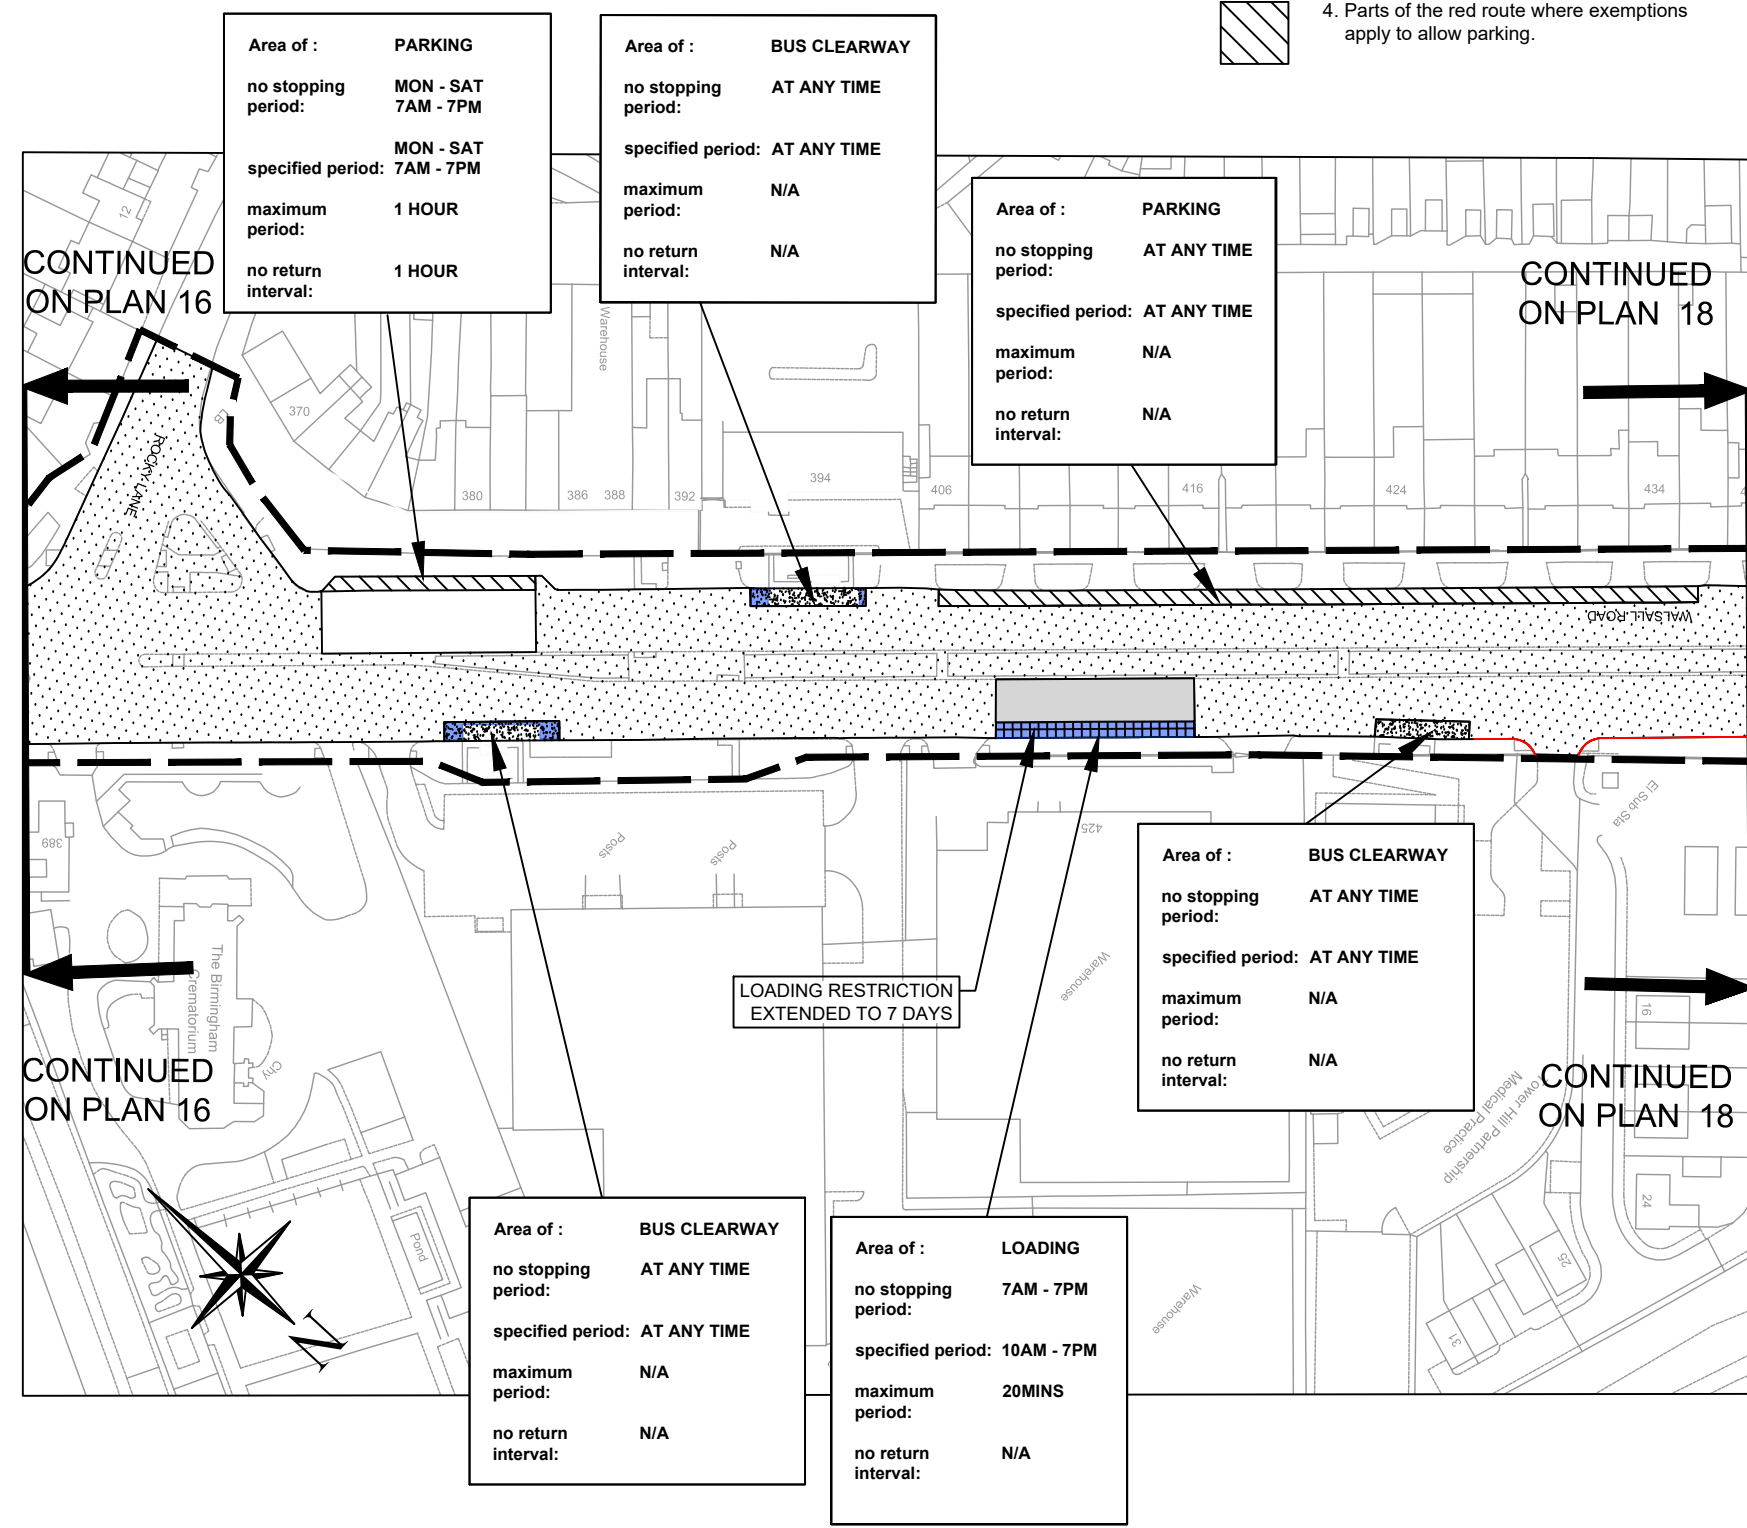 4. Parts of the red route where exemptions
apply to allow parking.
Area of : PARKING
no stopping MON - SAT
period: 7AM - 7PM
MON - SAT
specified period: 7AM - 7PM
maximum 1 HOUR
period:
no return 1 HOUR
interval:
Area of : BUS CLEARWAY
no stopping AT ANY TIME
period:
specified period: AT ANY TIME
maximum N/A
period:
no return N/A
interval:
Area of : PARKING
no stopping AT ANY TIME
period:
specified period: AT ANY TIME
maximum N/A
period:
no return N/A
interval:
CONTINUED
ON PLAN 16
CONTINUED
ON PLAN 18
12
Warehouse
370
LB
ROCKY LANE
380
386
388
392
394
406
416
424
434
WALSALL ROAD
389
Posts
Posts
425
El Sub Sta
The Birmingham
Crematorium
Chy
Pond
Warehouse
LOADING RESTRICTION
EXTENDED TO 7 DAYS
Area of : BUS CLEARWAY
no stopping AT ANY TIME
period:
specified period: AT ANY TIME
maximum N/A
period:
no return N/A
interval:
16
Tower Hill Partnership
Medical Practice
CONTINUED
ON PLAN 16
CONTINUED
ON PLAN 18
24
25
31
Warehouse
N
Area of : BUS CLEARWAY
no stopping AT ANY TIME
period:
specified period: AT ANY TIME
maximum N/A
period:
no return N/A
interval:
Area of : LOADING
no stopping 7AM - 7PM
period:
specified period: 10AM - 7PM
maximum 20MINS
period:
no return N/A
interval: